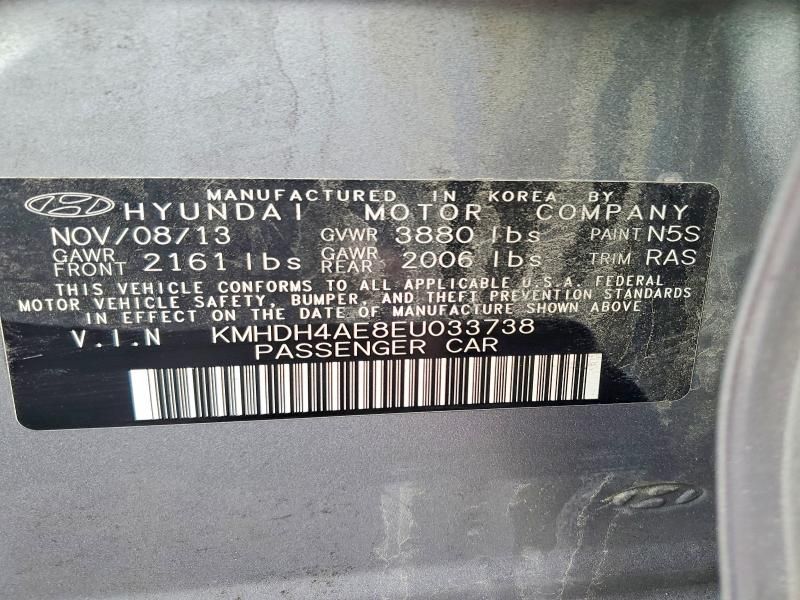 MANUFACTURED IN KOREA BY
HYUNDAI MOTOR COMPANY
NOV/08/13 GVWR 3880 lbs PAINT N5S
GAWR FRONT 2161 lbs GAWR REAR 2006 lbs TRIM RAS
THIS VEHICLE CONFORMS TO ALL APPLICABLE U.S.A. FEDERAL
MOTOR VEHICLE SAFETY, BUMPER, AND THEFT PREVENTION STANDARDS
IN EFFECT ON THE DATE OF MANUFACTURE SHOWN ABOVE
V.I.N KMHDH4AE8EU033738
PASSENGER CAR